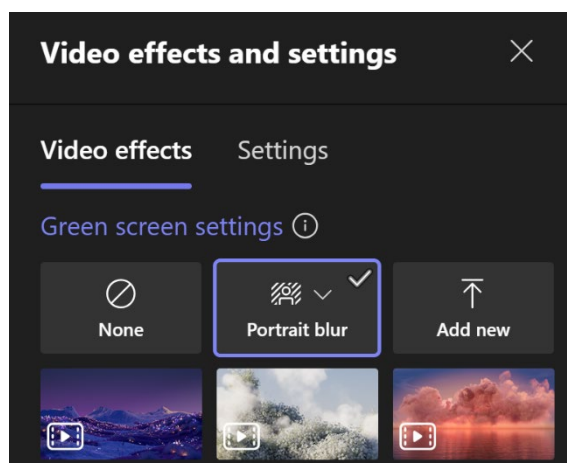 Video effects and settings
Video effects Settings
Green screen settings
None Portrait blur Add new